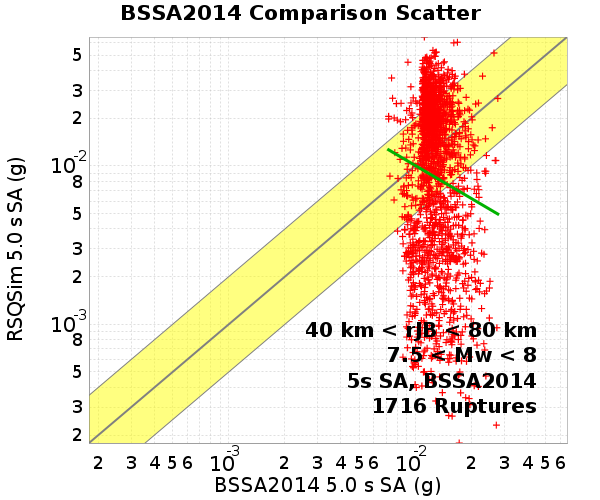 BSSA2014 Comparison Scatter
RSQSim 5.0 s SA (g)
5
3
2
10-2
8
5
3
2
10-3
8
5
3
2
40 km < rJB < 80 km
7.5 < Mw < 8
5s SA, BSSA2014
1716 Ruptures
2 3 4 5 6 10-3 2 3 4 5 6 10-2 2 3 4 5 6
BSSA2014 5.0 s SA (g)